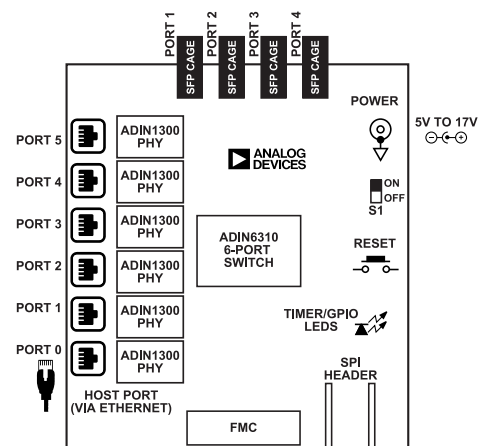 PORT 1
PORT 2
PORT 3
PORT 4
SFP CAGE
SFP CAGE
SFP CAGE
SFP CAGE
POWER
5V TO 17V
PORT 5
ADIN1300
PHY
ANALOG
DEVICES
PORT 4
ADIN1300
PHY
ON
OFF
S1
PORT 3
ADIN1300
PHY
ADIN6310
6-PORT
SWITCH
RESET
PORT 2
ADIN1300
PHY
PORT 1
ADIN1300
PHY
TIMER/GPIO
LEDS
PORT 0
ADIN1300
PHY
SPI
HEADER
HOST PORT
(VIA ETHERNET)
FMC